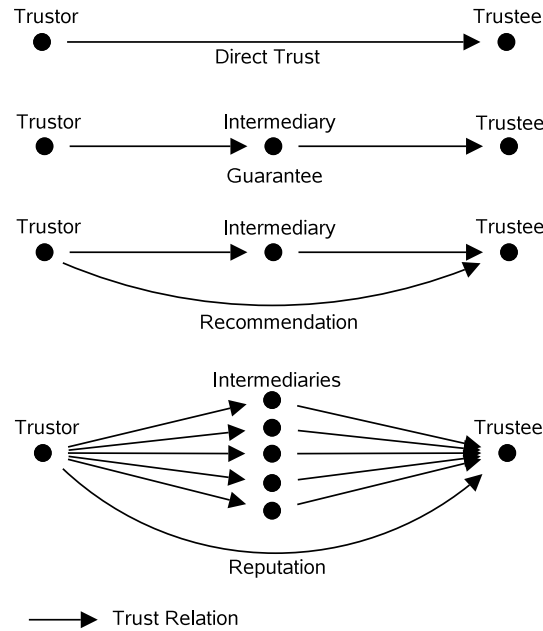 Trustor Trustee
Direct Trust
Trustor Intermediary Trustee
Guarantee
Trustor Intermediary Trustee
Recommendation
Intermediaries
Trustor Trustee
Reputation
Trust Relation